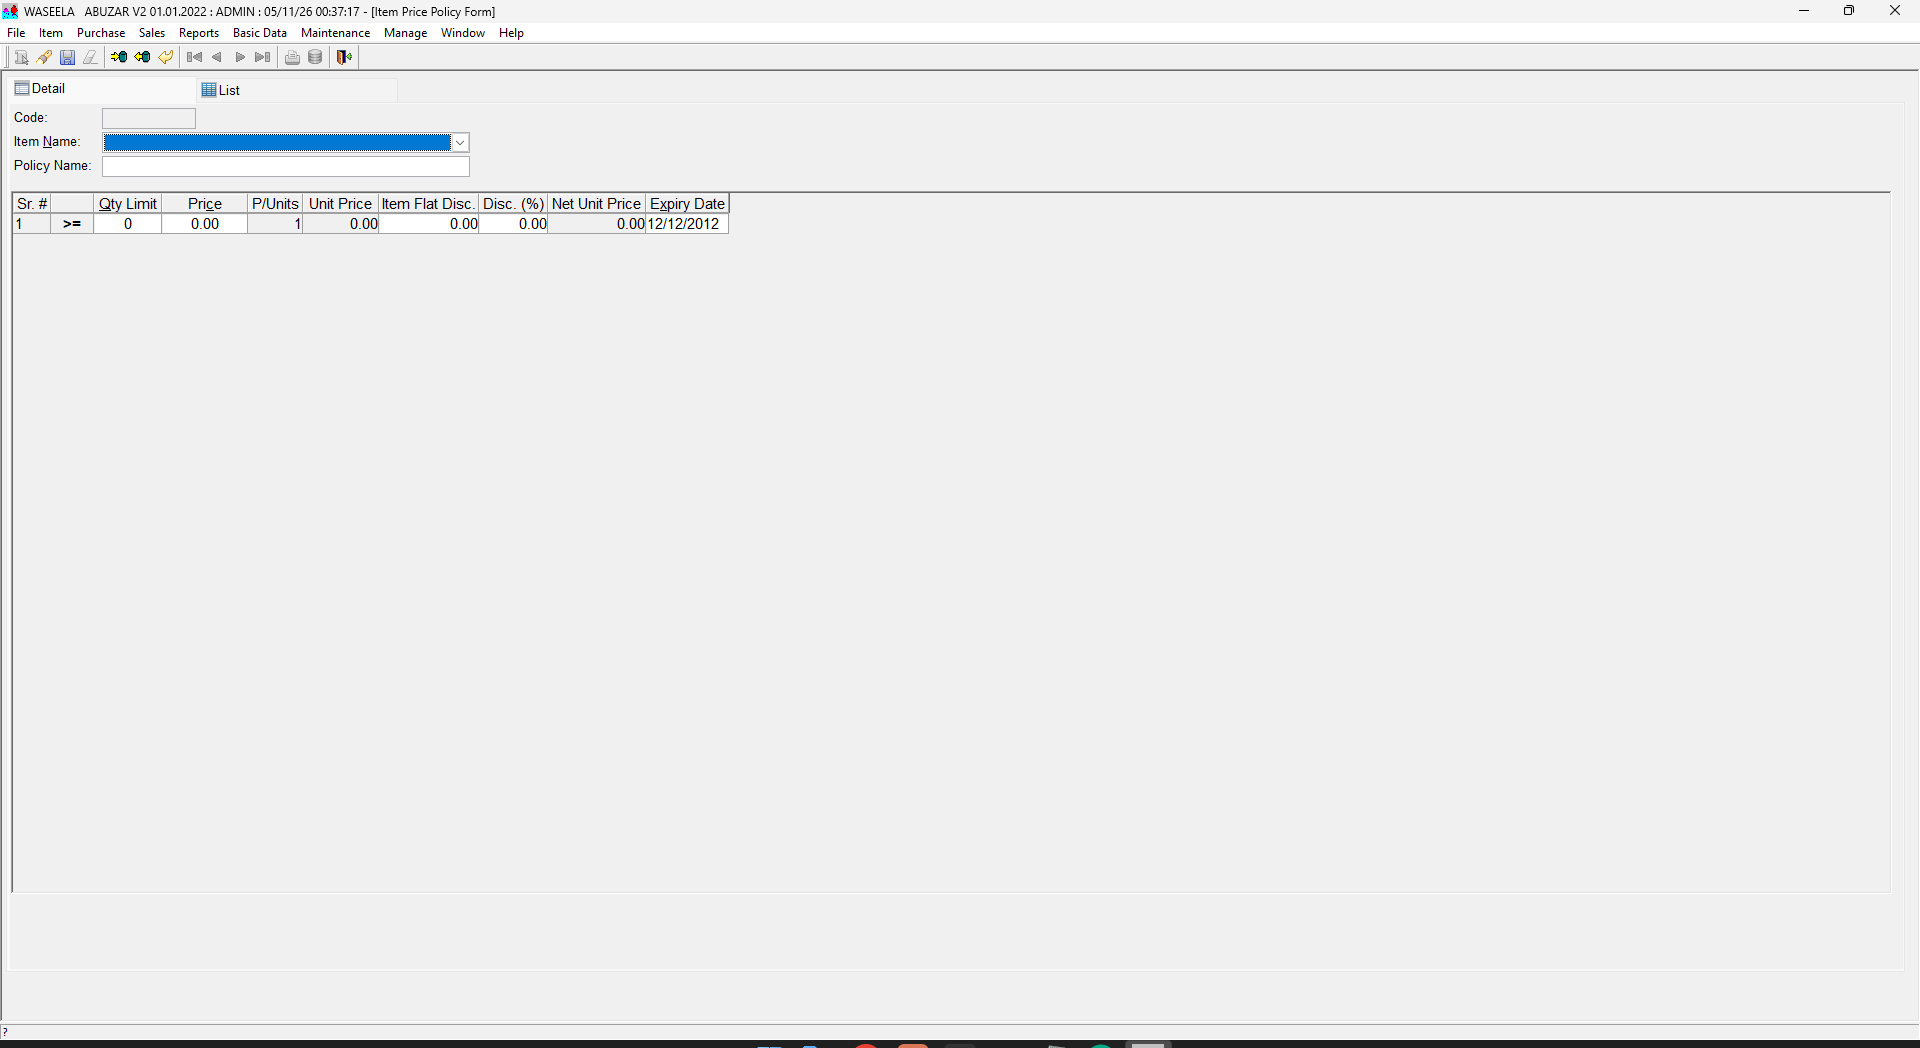 WASEELA   ABUZAR V2 01.01.2022 : ADMIN : 05/11/26 00:37:17 - [Item Price Policy Form]
File Item Purchase Sales Reports Basic Data Maintenance Manage Window Help
Detail List
Code:
Item Name:
Policy Name:
Sr. # Qty Limit Price P/Units Unit Price Item Flat Disc. Disc. (%) Net Unit Price Expiry Date
1 >= 0 0.00 1 0.00 0.00 0.00 0.00 12/12/2012
?